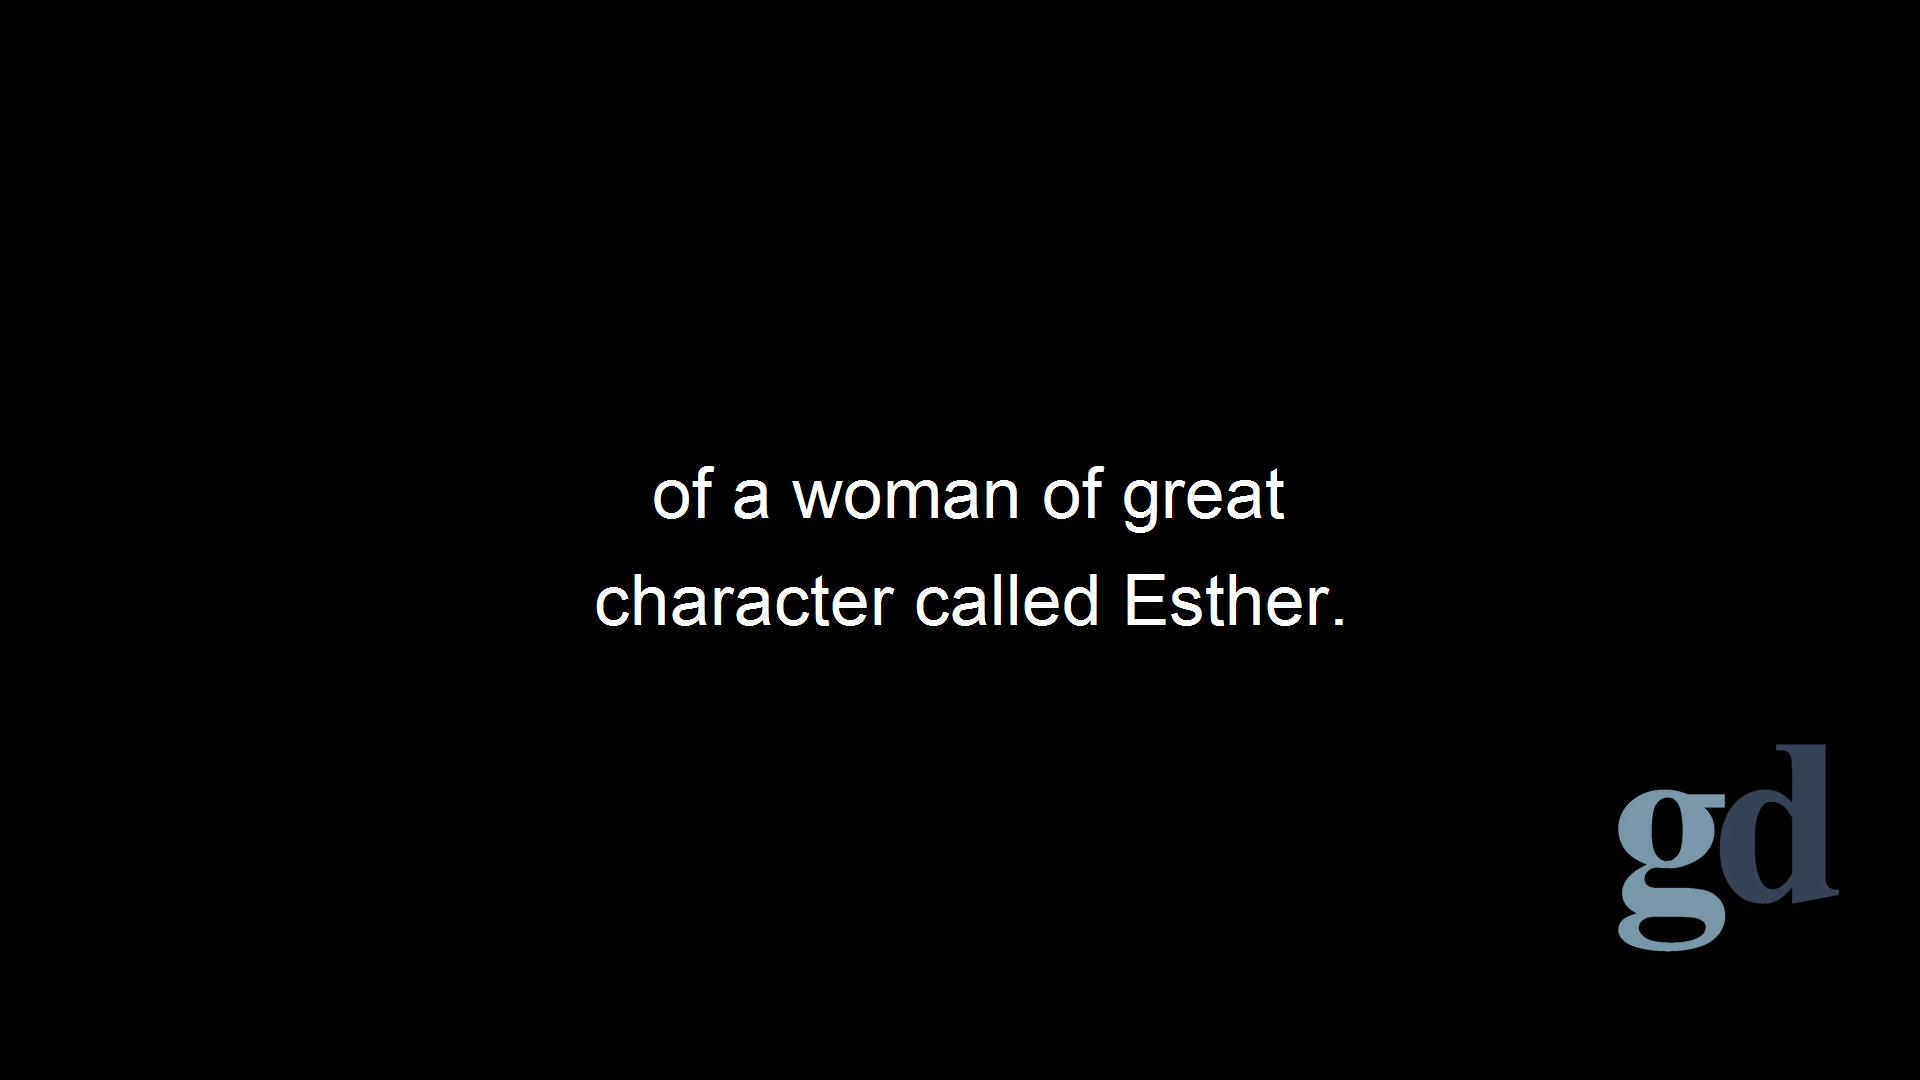 of a woman of great
character called Esther.
gd